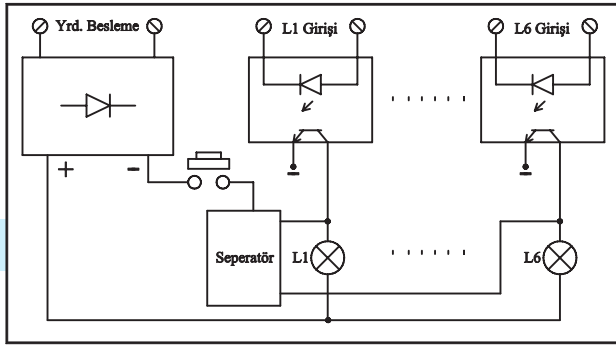 Yrd. Besleme
L1 Girişi
L6 Girişi
+
-
-
-
Seperatör
L1
L6